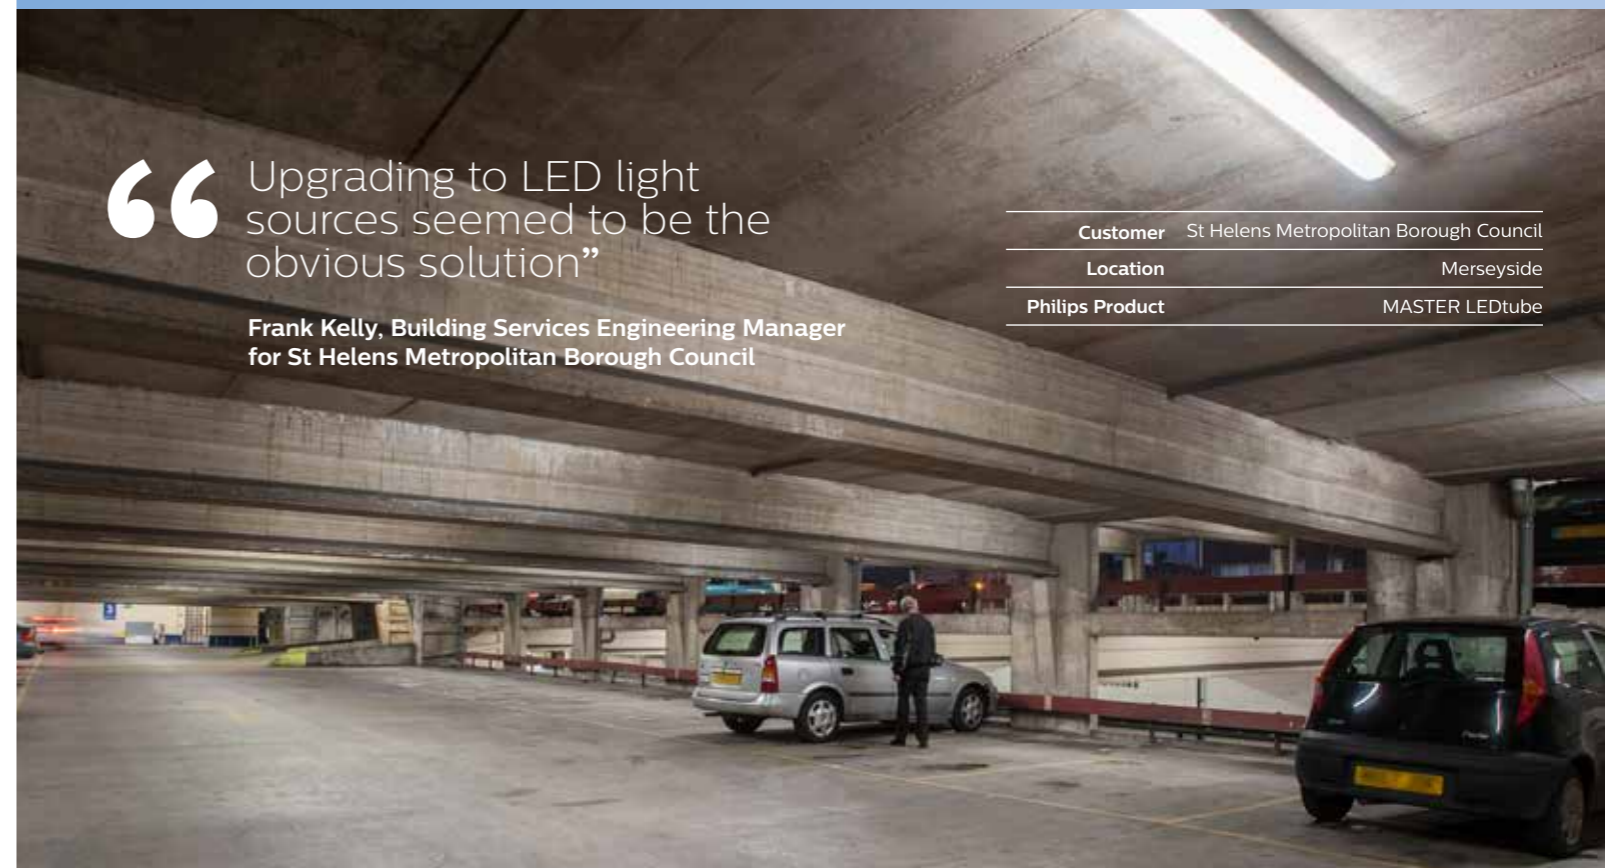 “
Upgrading to LED light
sources seemed to be the
obvious solution”
Frank Kelly, Building Services Engineering Manager
for St Helens Metropolitan Borough Council
Customer St Helens Metropolitan Borough Council
Location Merseyside
Philips Product MASTER LEDtube
3